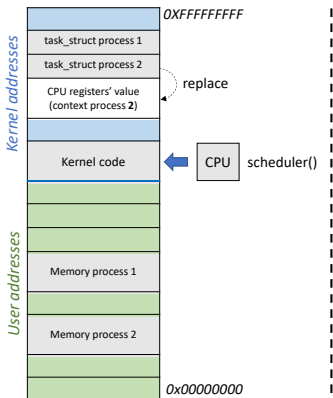 0XFFFFFFFFF
Kernel addresses
task_struct process 1
task_struct process 2
replace
CPU registers' value
(context process 2)
Kernel code
CPU
scheduler()
User addresses
Memory process 1
Memory process 2
0x00000000